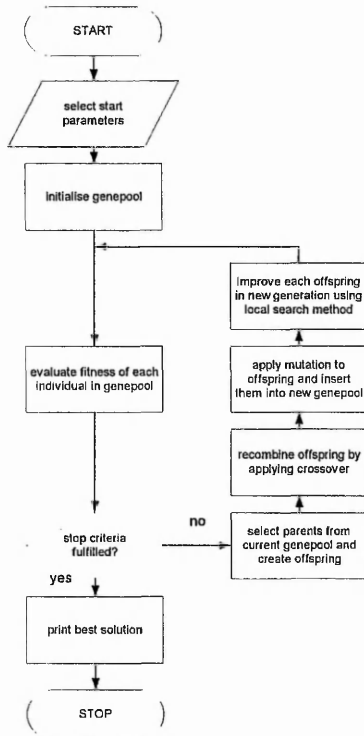 START
select start
parameters
initialise genepool
improve each offspring
in new generation using
local search method
evaluate fitness of each
individual in genepool
apply mutation to
offspring and insert
them into new genepool
recombine offspring by
applying crossover
no
select parents from
current genepool and
create offspring
stop criteria
fulfilled?
yes
print best solution
STOP